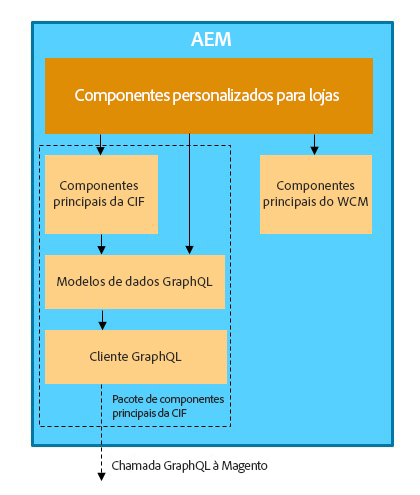 AEM
Componentes personalizados para lojas
Componentes
principais da CIF
Componentes
principais do WCM
Modelos de dados GraphQL
Cliente GraphQL
Pacote de componentes
principais da CIF
Chamada GraphQL à Magento